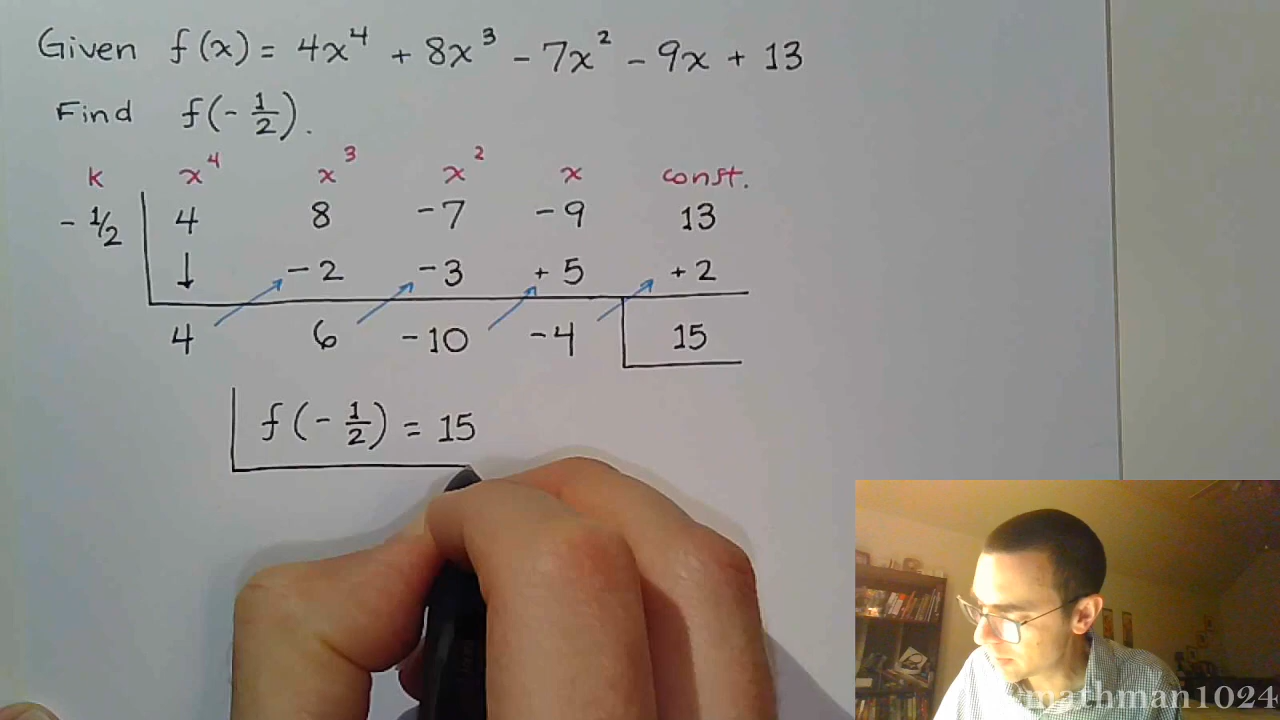 Given f(x) = 4x⁴ + 8x³ - 7x² - 9x + 13
Find f(-1/2).
k x⁴ x³ x² x const.
-1/2 4 8 -7 -9 13
↓ -2 -3 +5 +2
4 6 -10 -4 15
f(-1/2) = 15
mathman1024